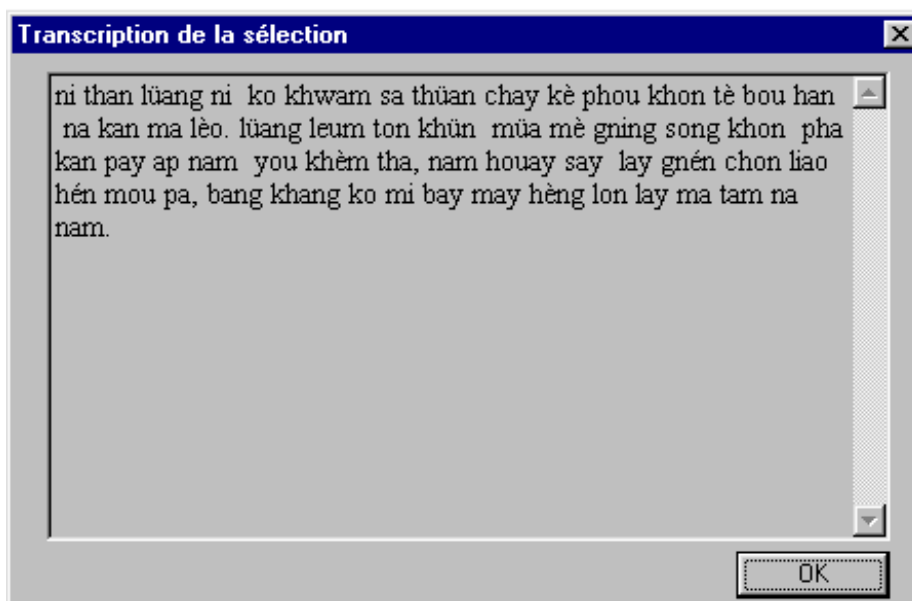 Transcription de la sélection
ni than lüang ni  ko khwam sa thüan chay kè phou khon tè bou han
na kan ma lèo. lüang leum ton khün  müa mè gning song khon  pha
kan pay ap nam  you khèm tha, nam houay say  lay gnén chon liao
hén mou pa, bang khang ko mi bay may hèng lon lay ma tam na
nam.
OK